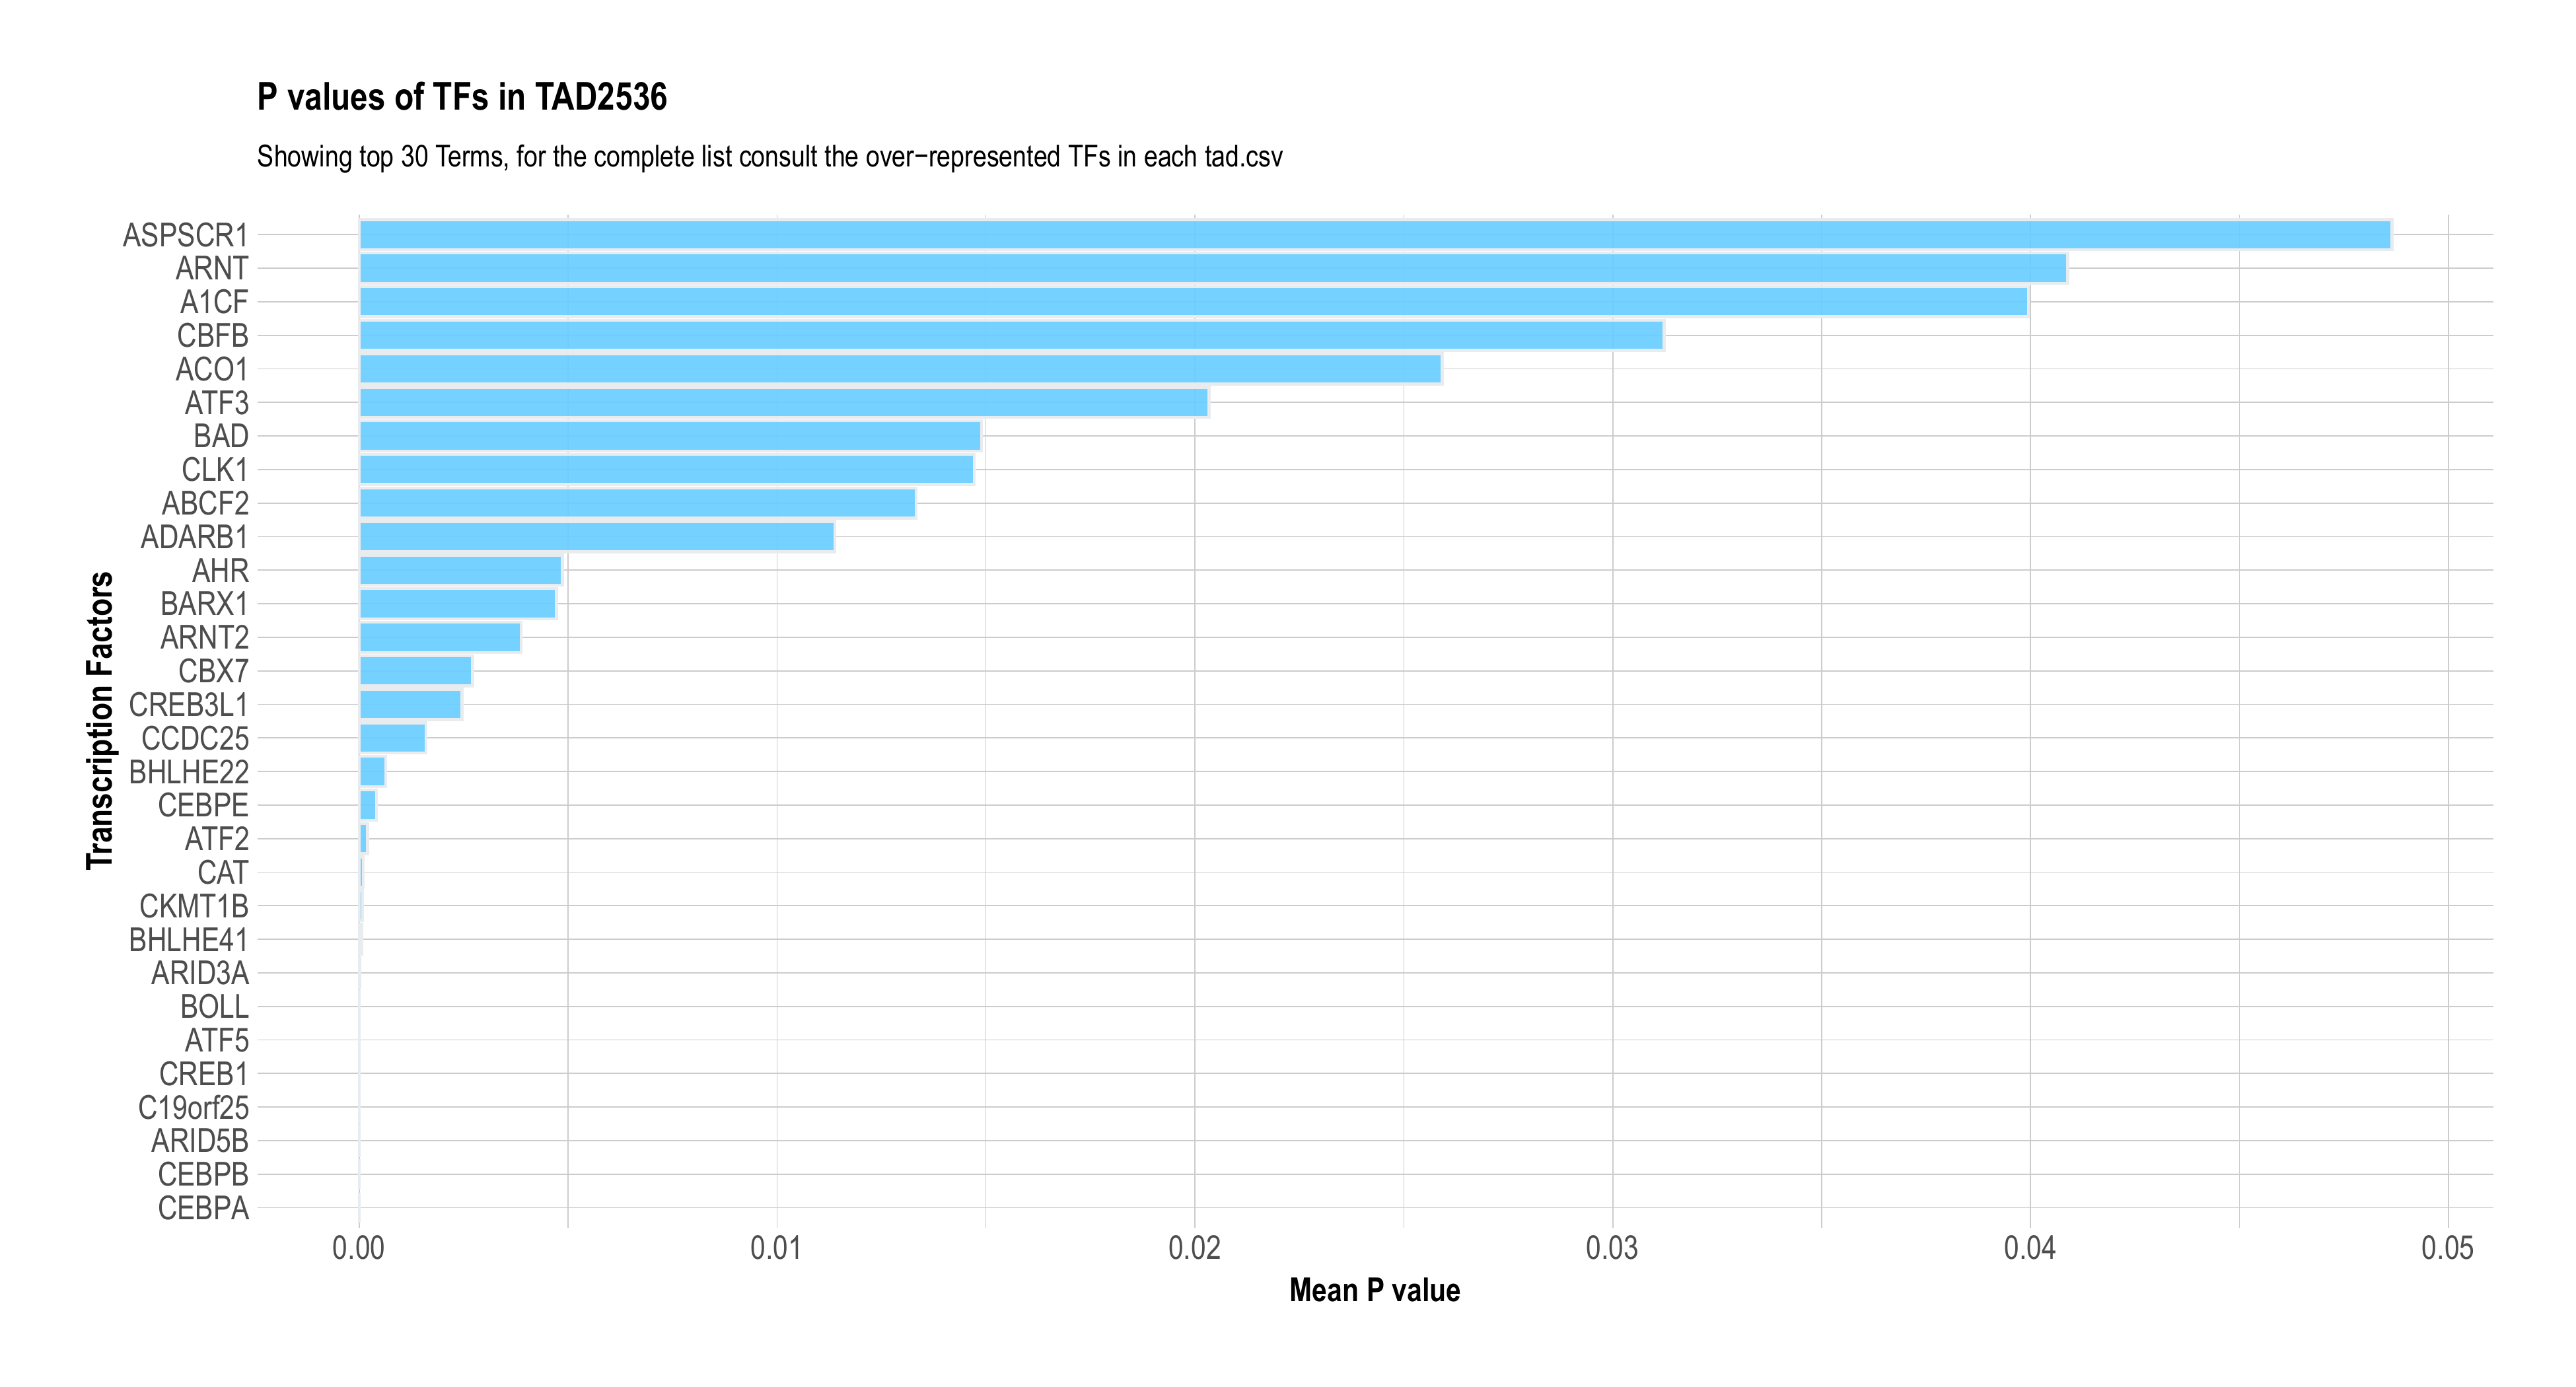 P values of TFs in TAD2536
Showing top 30 Terms, for the complete list consult the over−represented TFs in each tad.csv
Transcription Factors
ASPSCR1
ARNT
A1CF
CBFB
ACO1
ATF3
BAD
CLK1
ABCF2
ADARB1
AHR
BARX1
ARNT2
CBX7
CREB3L1
CCDC25
BHLHE22
CEBPE
ATF2
CAT
CKMT1B
BHLHE41
ARID3A
BOLL
ATF5
CREB1
C19orf25
ARID5B
CEBPB
CEBPA
0.00 0.01 0.02 0.03 0.04 0.05
Mean P value